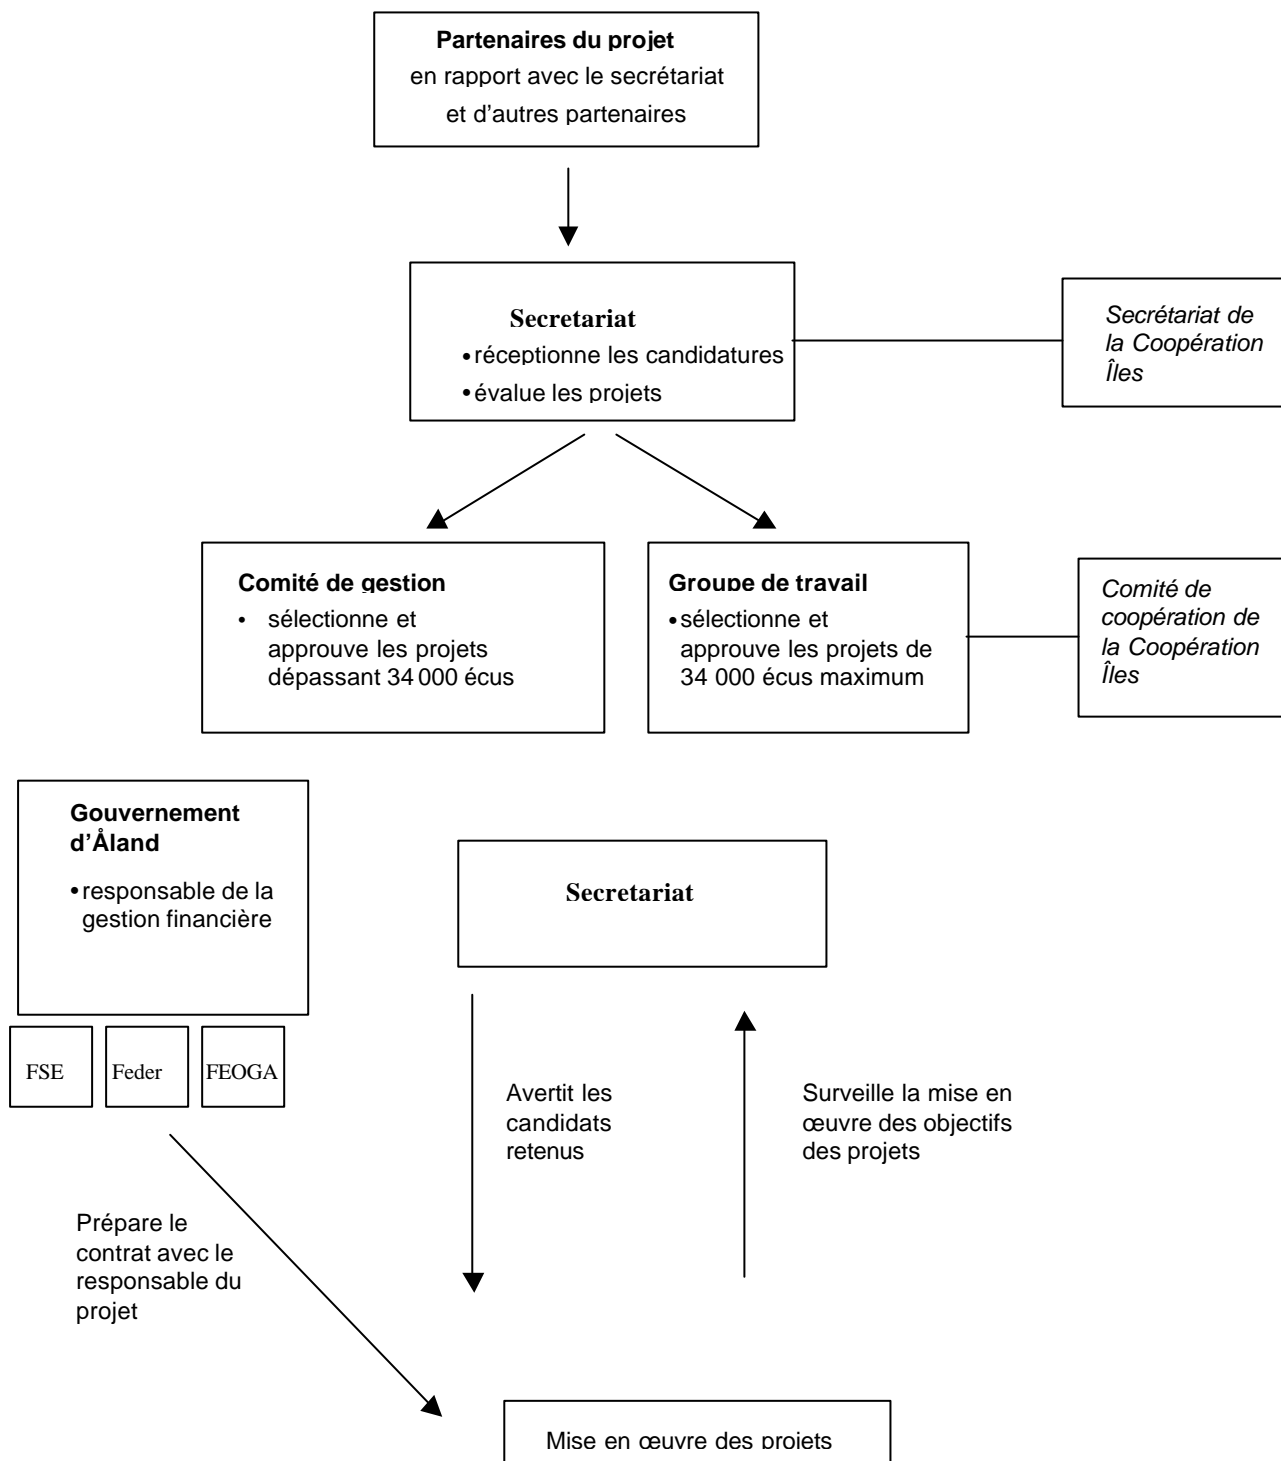 Partenaires du projet
en rapport avec le secrétariat
et d'autres partenaires
Secretariat
•réceptionne les candidatures
•évalue les projets
Secrétariat de
la Coopération
Îles
Comité de gestion
• sélectionne et
approuve les projets
dépassant 34 000 écus
Groupe de travail
•sélectionne et
approuve les projets de
34 000 écus maximum
Comité de
coopération de
la Coopération
Îles
Gouvernement
d'Åland
•responsable de la
gestion financière
Secretariat
FSE
Feder
FEOGA
Avertit les
candidats
retenus
Surveille la mise en
œuvre des objectifs
des projets
Prépare le
contrat avec le
responsable du
projet
Mise en œuvre des projets